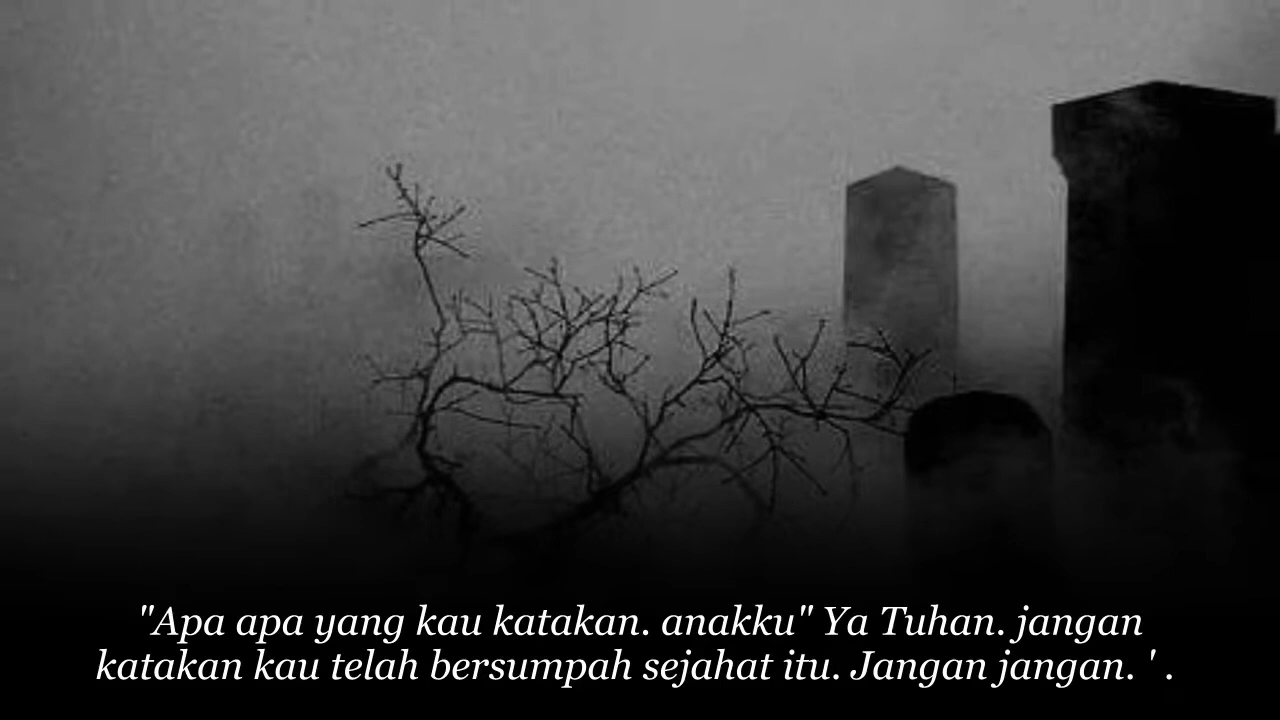 "Apa apa yang kau katakan. anakku" Ya Tuhan. jangan
katakan kau telah bersumpah sejahat itu. Jangan jangan. ' .